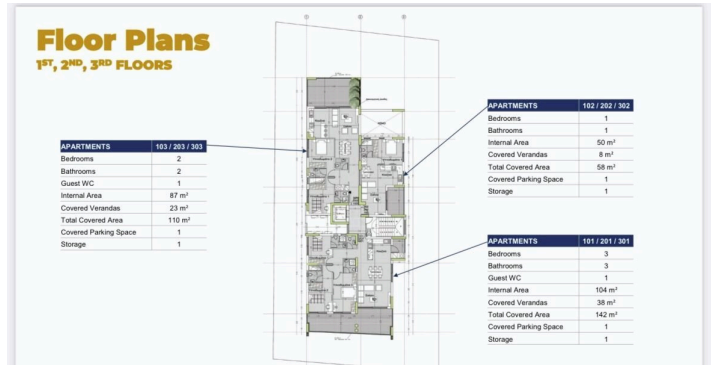 Floor Plans
1ST, 2ND, 3RD FLOORS
APARTMENTS 103 / 203 / 303
Bedrooms 2
Bathrooms 2
Guest WC 1
Internal Area 87 m²
Covered Verandas 23 m²
Total Covered Area 110 m²
Covered Parking Space 1
Storage 1
APARTMENTS 102 / 202 / 302
Bedrooms 1
Bathrooms 1
Internal Area 50 m²
Covered Verandas 8 m²
Total Covered Area 58 m²
Covered Parking Space 1
Storage 1
APARTMENTS 101 / 201 / 301
Bedrooms 3
Bathrooms 3
Guest WC 1
Internal Area 104 m²
Covered Verandas 38 m²
Total Covered Area 142 m²
Covered Parking Space 1
Storage 1